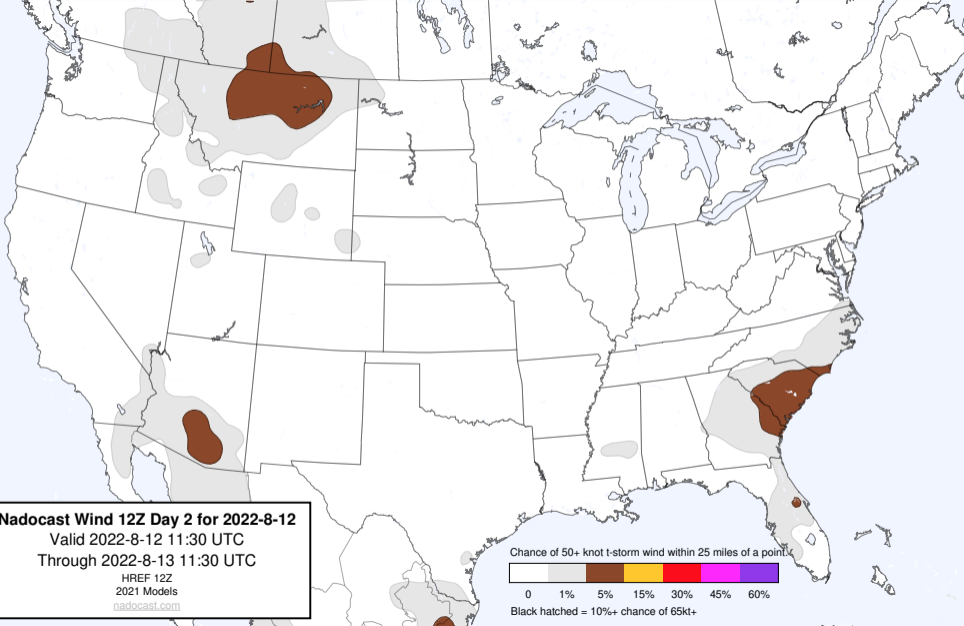 Nadocast Wind 12Z Day 2 for 2022-8-12
Valid 2022-8-12 11:30 UTC
Through 2022-8-13 11:30 UTC
HREF 12Z
2021 Models
nadocast.com
Chance of 50+ knot t-storm wind within 25 miles of a point.
0 1% 5% 15% 30% 45% 60%
Black hatched = 10%+ chance of 65kt+